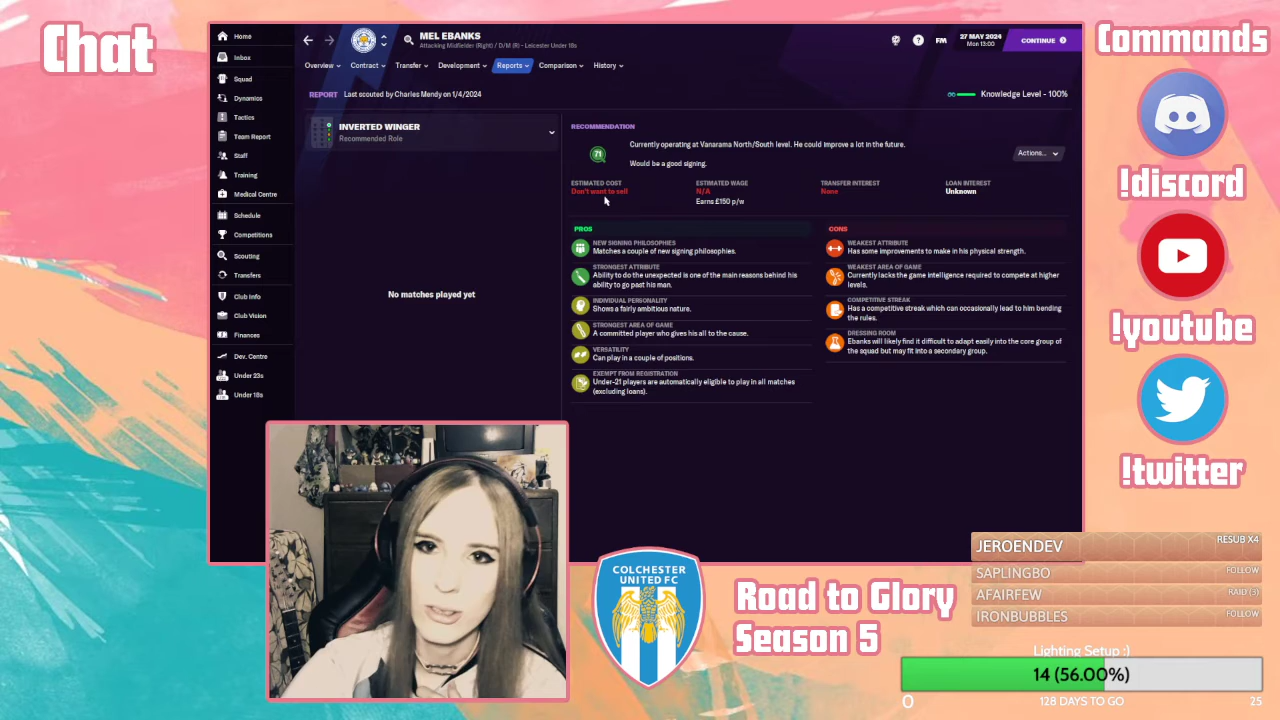 Chat
Home
Inbox
Squad
Dynamics
Tactics
Team Report
Staff
Training
Medical Centre
Schedule
Competitions
Scouting
Transfers
Club Info
Club Vision
Finances
Dev. Centre
Under 23s
Under 18s
MEL EBANKS
Attacking Midfielder (Right) / D/M (R) - Leicester Under 18s
FM
27 MAY 2024
Mon 13:00
CONTINUE
Overview
Contract
Transfer
Development
Reports
Comparison
History
REPORT Last scouted by Charles Mendy on 1/4/2024
Knowledge Level - 100%
INVERTED WINGER
Recommended Role
No matches played yet
RECOMMENDATION
71
Currently operating at Vanarama North/South level. He could improve a lot in the future.
Would be a good signing.
Actions...
ESTIMATED COST
Don't want to sell
ESTIMATED WAGE
N/A
Earns £150 p/w
TRANSFER INTEREST
None
LOAN INTEREST
Unknown
PROS
NEW SIGNING PHILOSOPHIES
Matches a couple of new signing philosophies.
STRONGEST ATTRIBUTE
Ability to do the unexpected is one of the main reasons behind his
ability to go past his man.
INDIVIDUAL PERSONALITY
Shows a fairly ambitious nature.
STRONGEST AREA OF GAME
A committed player who gives his all to the cause.
VERSATILITY
Can play in a couple of positions.
EXEMPT FROM REGISTRATION
Under-21 players are automatically eligible to play in all matches
(excluding loans).
CONS
WEAKEST ATTRIBUTE
Has some improvements to make in his physical strength.
WEAKEST AREA OF GAME
Currently lacks the game intelligence required to compete at higher
levels.
COMPETITIVE STREAK
Has a competitive streak which can occasionally lead to him bending
the rules.
DRESSING ROOM
Ebanks will likely find it difficult to adapt easily into the core group of
the squad but may fit into a secondary group.
Commands
!discord
!youtube
!twitter
COLCHESTER
UNITED FC
Road to Glory
Season 5
JEROENDEV RESUB X4
SAPLINGBO FOLLOW
AFAIRFEW RAID (3)
IRONBUBBLES FOLLOW
Lighting Setup :)
14 (56.00%)
0 128 DAYS TO GO 25